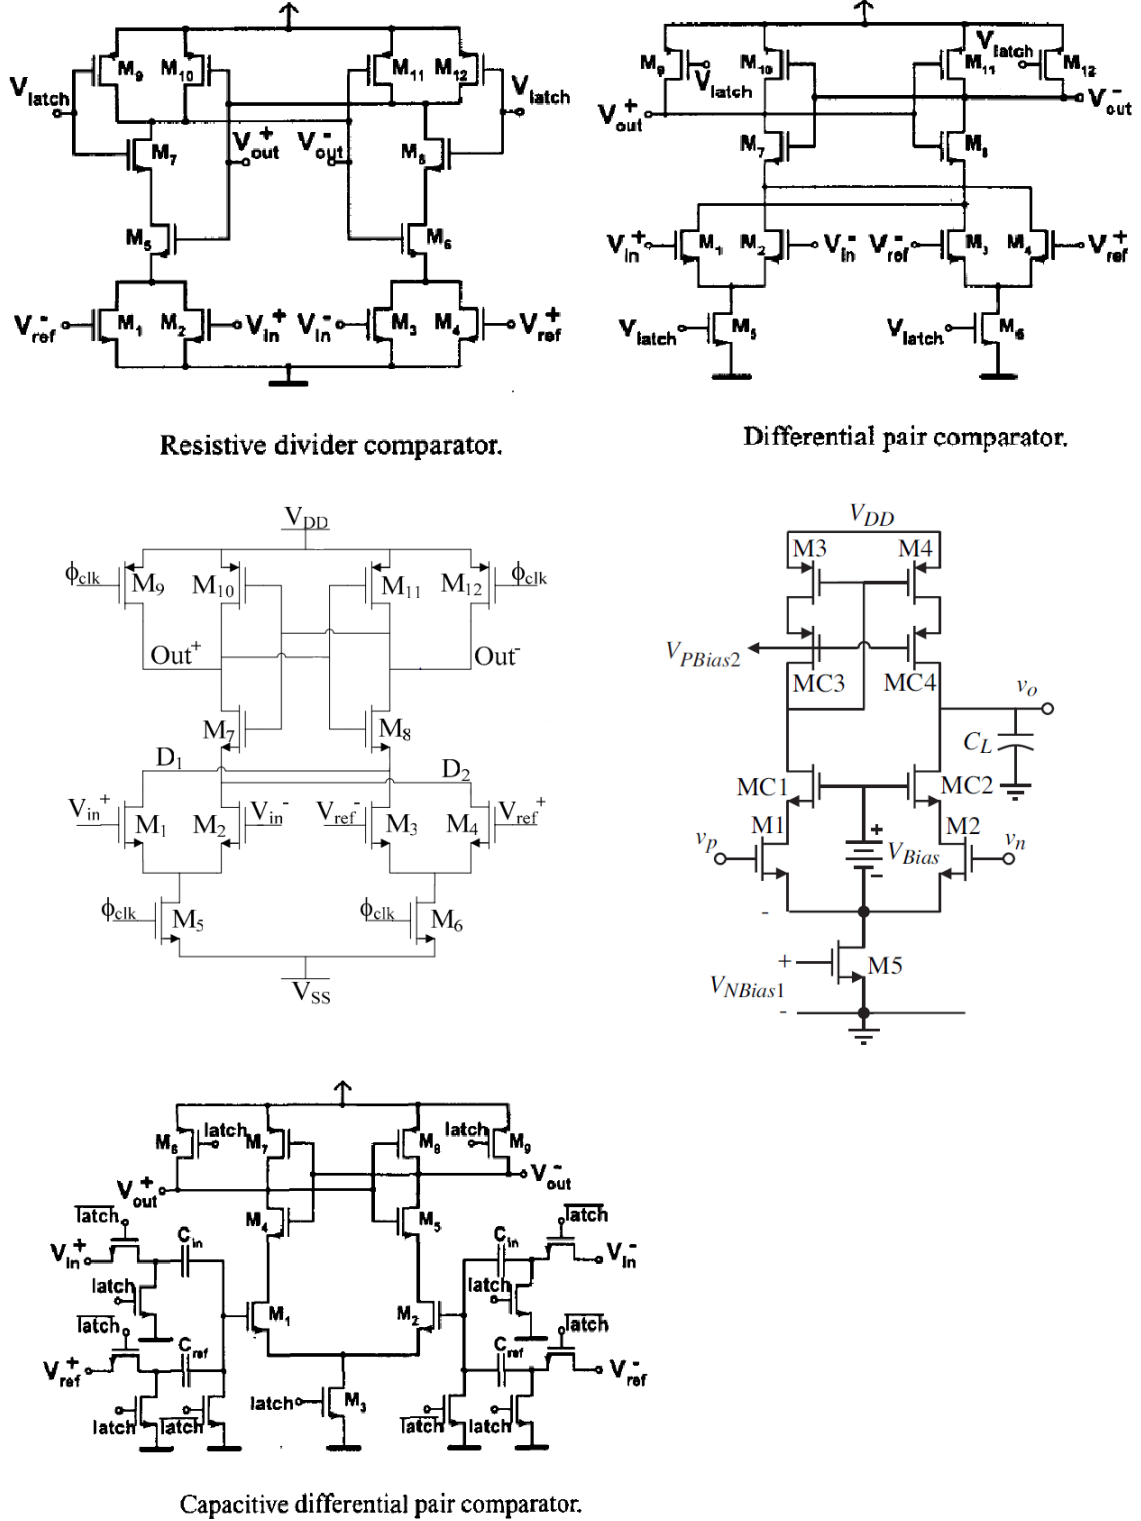 M9 M10 M11 M12
Vlatch Vlatch
M7 V+out V-out M8
M5 M6
V-ref M1 M2 V+in V-in M3 M4 V+ref
Resistive divider comparator.
M9 Vlatch M10 M11 Vlatch M12
V+out V-out
M7 M8
V+in M1 M2 V-in V-ref M3 M4 V+ref
Vlatch M5 Vlatch M6
Differential pair comparator.
VDD
ϕclk M9 M10 M11 M12 ϕclk
Out+ Out-
M7 M8
D1 D2
Vin+ M1 M2 Vin- Vref- M3 M4 Vref+
ϕclk M5 ϕclk M6
VSS
VDD
M3 M4
VPBias2
MC3 MC4 vo
CL
MC1 MC2
M1 M2
vp + VBias vn
-
-
+ M5
VNBias1
-
M6 latch M7 M8 latch M9
V+out V-out
latch M4 M5 latch
V+in Cin Cin V-in
latch M1 M2 latch
latch Cref Cref latch
V+ref V-ref
latch latch latch M3 latch latch
Capacitive differential pair comparator.